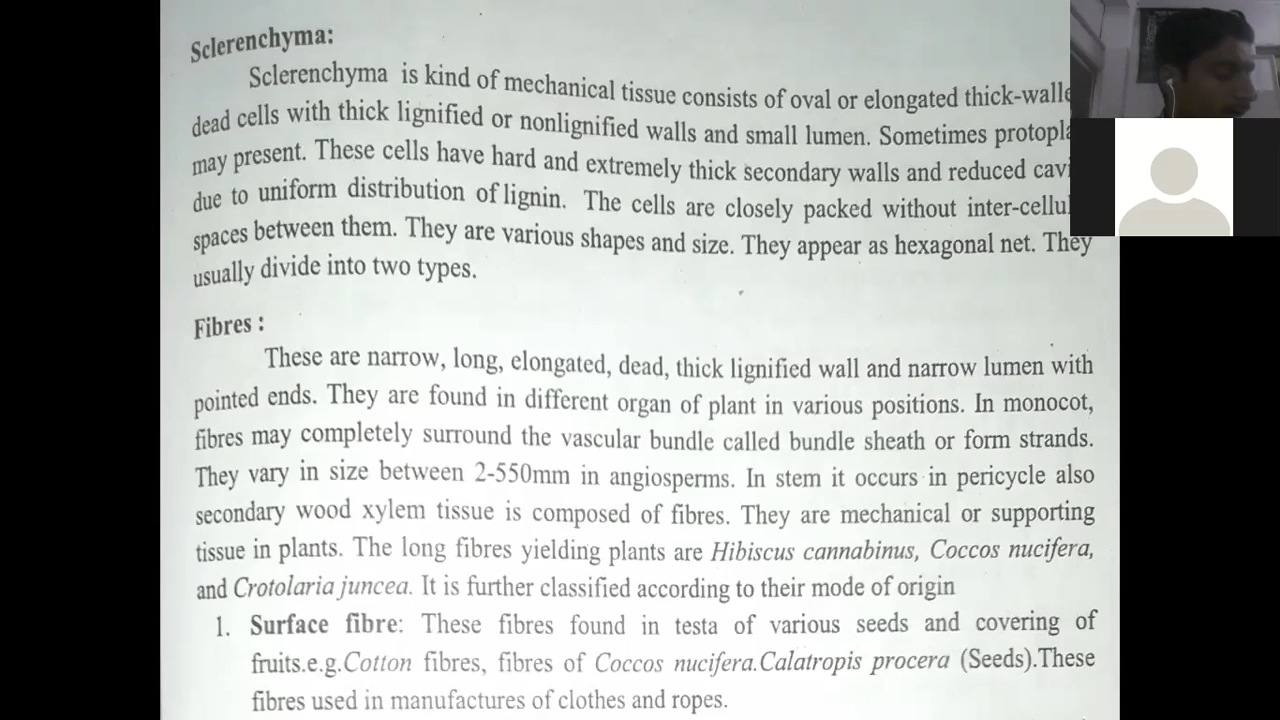 Sclerenchyma:
Sclerenchyma is kind of mechanical tissue consists of oval or elongated thick-walle
dead cells with thick lignified or nonlignified walls and small lumen. Sometimes protopla
may present. These cells have hard and extremely thick secondary walls and reduced cavi
due to uniform distribution of lignin. The cells are closely packed without inter-cellul
spaces between them. They are various shapes and size. They appear as hexagonal net. They
usually divide into two types.
Fibres :
These are narrow, long, elongated, dead, thick lignified wall and narrow lumen with
pointed ends. They are found in different organ of plant in various positions. In monocot,
fibres may completely surround the vascular bundle called bundle sheath or form strands.
They vary in size between 2-550mm in angiosperms. In stem it occurs in pericycle also
secondary wood xylem tissue is composed of fibres. They are mechanical or supporting
tissue in plants. The long fibres yielding plants are Hibiscus cannabinus, Coccos nucifera,
and Crotolaria juncea. It is further classified according to their mode of origin
1. Surface fibre: These fibres found in testa of various seeds and covering of
fruits.e.g.Cotton fibres, fibres of Coccos nucifera.Calatropis procera (Seeds).These
fibres used in manufactures of clothes and ropes.